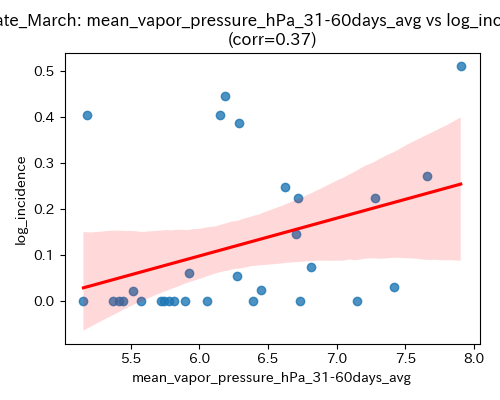 ate_March: mean_vapor_pressure_hPa_31-60days_avg vs log_inc
(corr=0.37)
log_incidence
0.5
0.4
0.3
0.2
0.1
0.0
5.5 6.0 6.5 7.0 7.5 8.0
mean_vapor_pressure_hPa_31-60days_avg